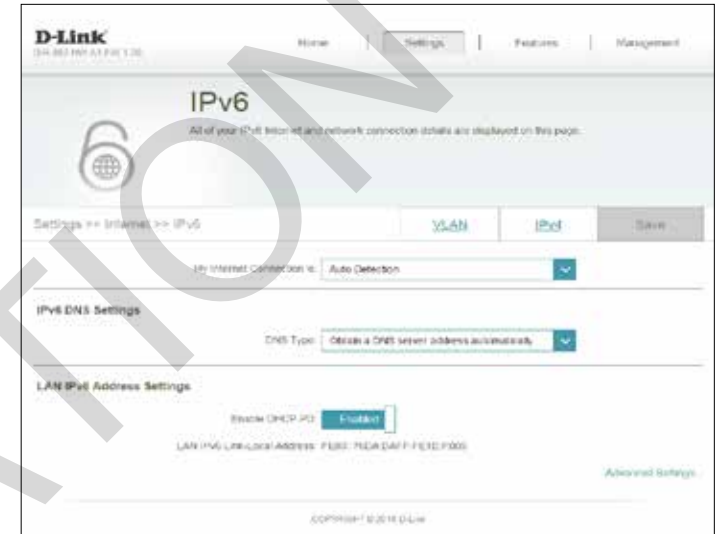 D-Link
Home Settings Features Management
IPv6
All of your IPv6 Internet and network connection details are displayed on this page.
Settings >> Internet >> IPv6 VLAN IPv4 Save
My Internet Connection is: Auto Detection
IPv6 DNS Settings
DNS Type: Obtain a DNS server address automatically
LAN IPv6 Address Settings
Enable DHCP-PD: Enabled
LAN IPv6 Link-Local Address:
Advanced Settings
COPYRIGHT © 2016 D-Link
TION